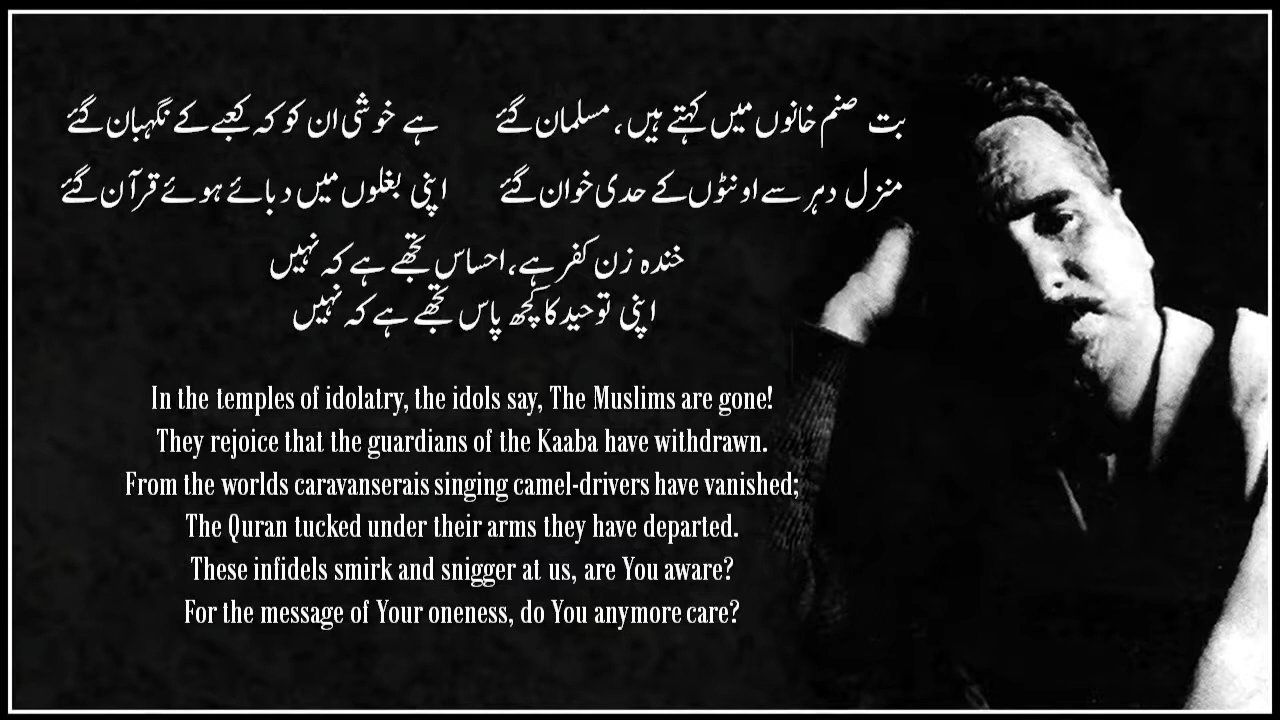 بت صنم خانوں میں کہتے ہیں ، مسلمان گئے ہے خوشی ان کو کہ کعبے کے نگہبان گئے
منزل دہر سے اونٹوں کے حدی خوان گئے اپنی بغلوں میں دبائے ہوئے قرآن گئے
خندہ زن کفر ہے، احساس تجھے ہے کہ نہیں
اپنی توحید کا کچھ پاس تجھے ہے کہ نہیں
In the temples of idolatry, the idols say, The Muslims are gone!
They rejoice that the guardians of the Kaaba have withdrawn.
From the worlds caravanserais singing camel-drivers have vanished;
The Quran tucked under their arms they have departed.
These infidels smirk and snigger at us, are You aware?
For the message of Your oneness, do You anymore care?